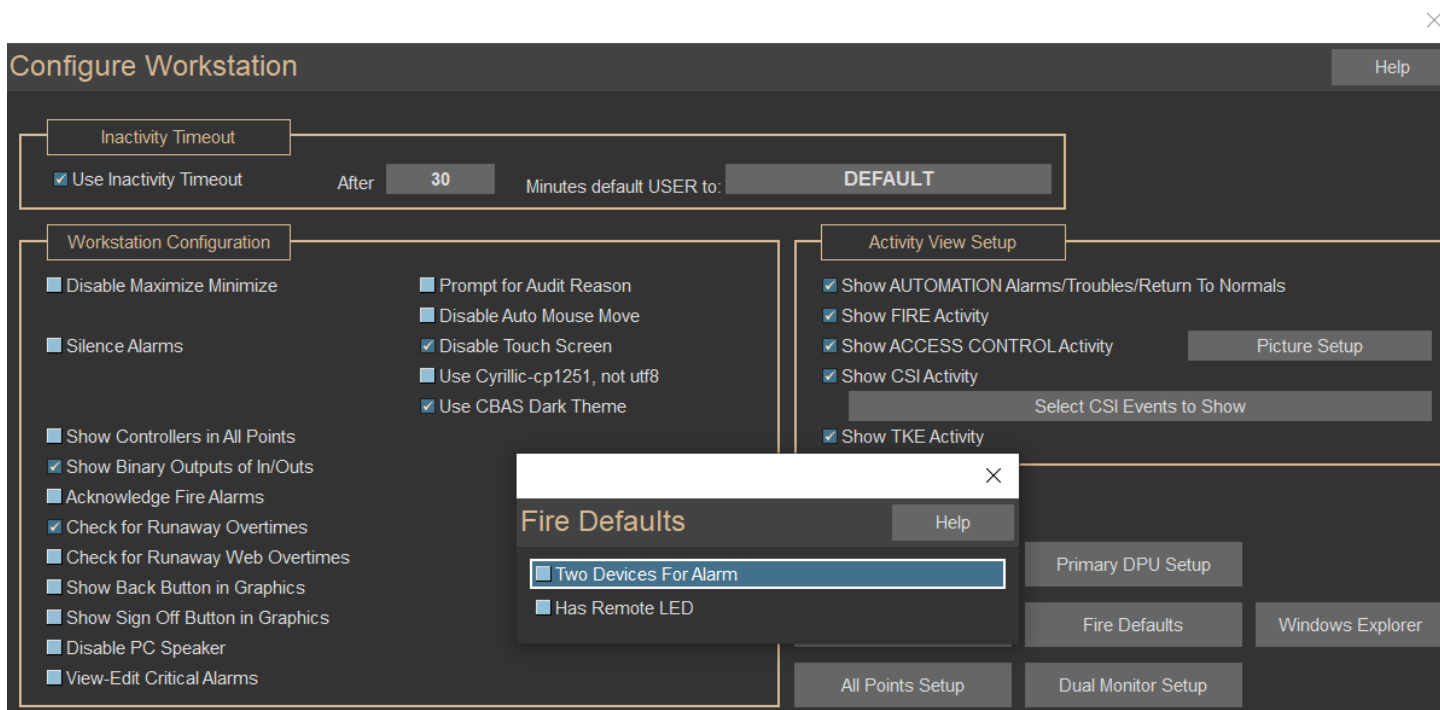 Configure Workstation
Help
Inactivity Timeout
Use Inactivity Timeout After 30 Minutes default USER to: DEFAULT
Workstation Configuration
Disable Maximize Minimize
Prompt for Audit Reason
Disable Auto Mouse Move
Silence Alarms
Disable Touch Screen
Use Cyrillic-cp1251, not utf8
Use CBAS Dark Theme
Show Controllers in All Points
Show Binary Outputs of In/Outs
Acknowledge Fire Alarms
Check for Runaway Overtimes
Check for Runaway Web Overtimes
Show Back Button in Graphics
Show Sign Off Button in Graphics
Disable PC Speaker
View-Edit Critical Alarms
Activity View Setup
Show AUTOMATION Alarms/Troubles/Return To Normals
Show FIRE Activity
Show ACCESS CONTROL Activity
Picture Setup
Show CSI Activity
Select CSI Events to Show
Show TKE Activity
Fire Defaults
Help
Two Devices For Alarm
Has Remote LED
Primary DPU Setup
Fire Defaults
Windows Explorer
All Points Setup
Dual Monitor Setup